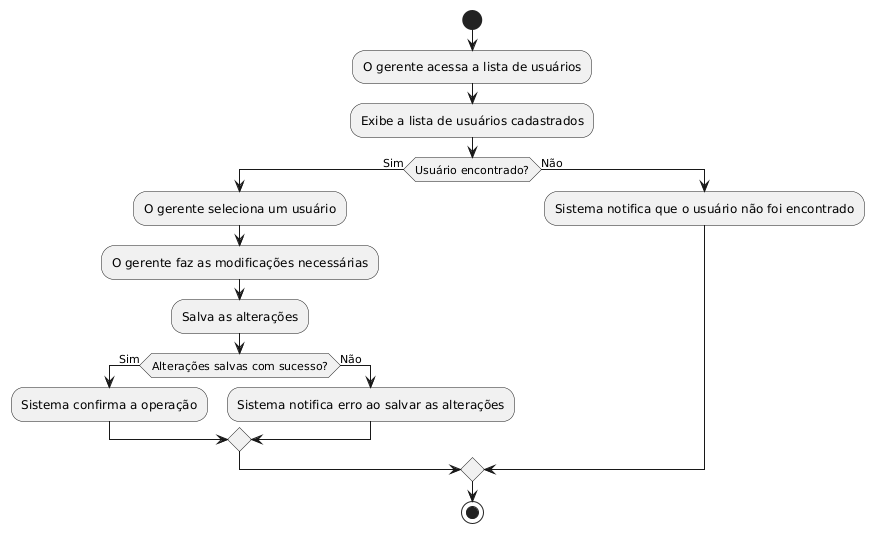 O gerente acessa a lista de usuários
Exibe a lista de usuários cadastrados
Sim
Usuário encontrado?
Não
O gerente seleciona um usuário
Sistema notifica que o usuário não foi encontrado
O gerente faz as modificações necessárias
Salva as alterações
Sim
Alterações salvas com sucesso?
Não
Sistema confirma a operação
Sistema notifica erro ao salvar as alterações